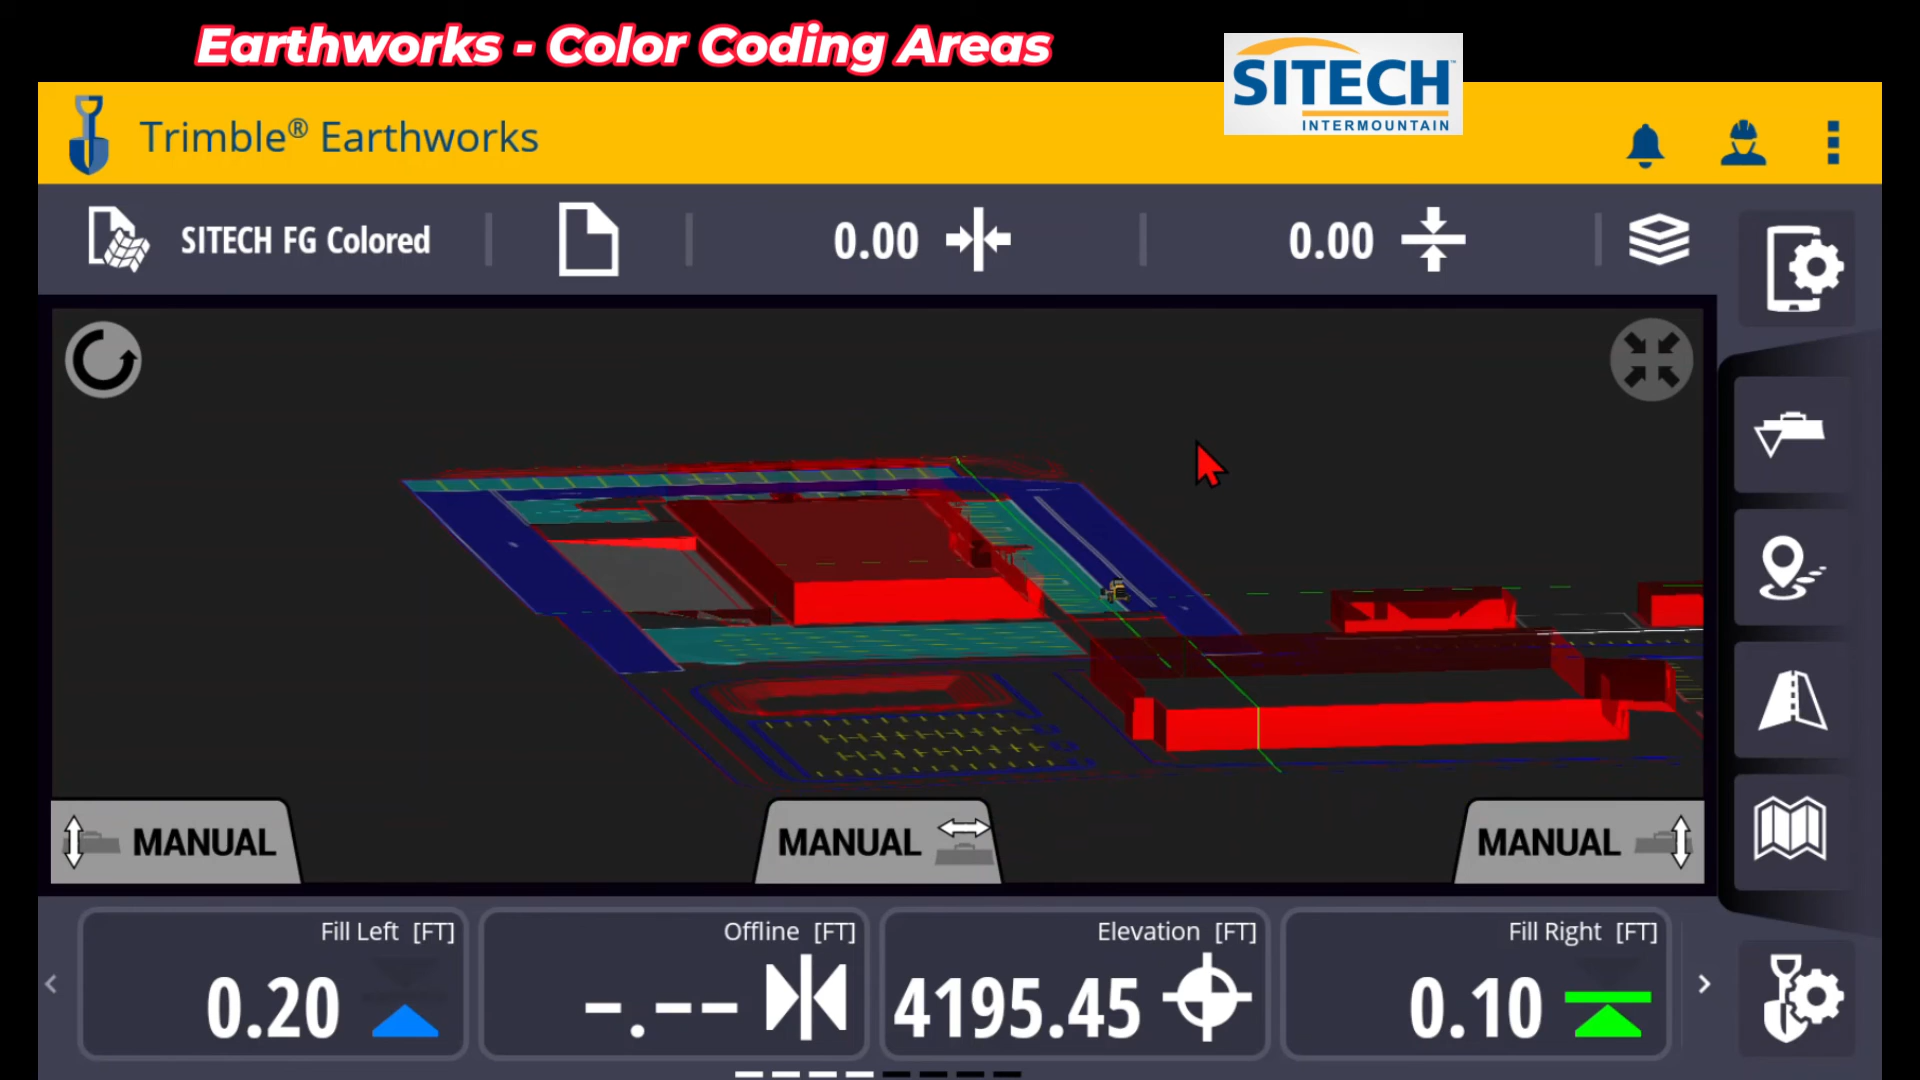 Earthworks - Color Coding Areas
SITECH™
INTERMOUNTAIN
Trimble® Earthworks
SITECH FG Colored
0.00
0.00
MANUAL
MANUAL
MANUAL
Fill Left [FT]
0.20
Offline [FT]
-.--
Elevation [FT]
4195.45
Fill Right [FT]
0.10